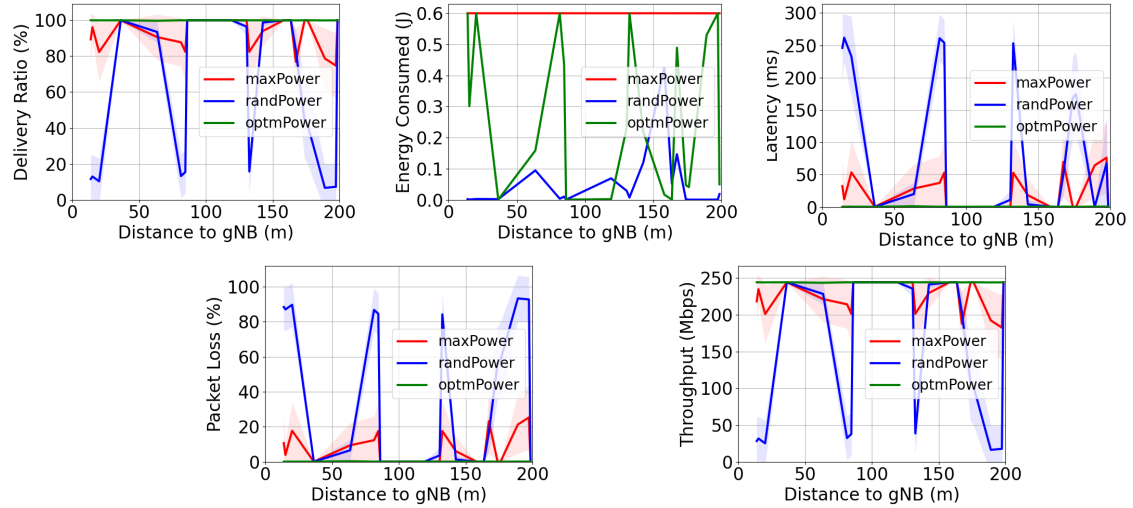 Delivery Ratio (%)
100
80
60
40
20
0
0 50 100 150 200
Distance to gNB (m)
maxPower
randPower
optmPower
Energy Consumed (J)
0.6
0.5
0.4
0.3
0.2
0.1
0.0
0 50 100 150 200
Distance to gNB (m)
maxPower
randPower
optmPower
Latency (ms)
300
250
200
150
100
50
0
0 50 100 150 200
Distance to gNB (m)
maxPower
randPower
optmPower
Packet Loss (%)
100
80
60
40
20
0
0 50 100 150 200
Distance to gNB (m)
maxPower
randPower
optmPower
Throughput (Mbps)
250
200
150
100
50
0
0 50 100 150 200
Distance to gNB (m)
maxPower
randPower
optmPower